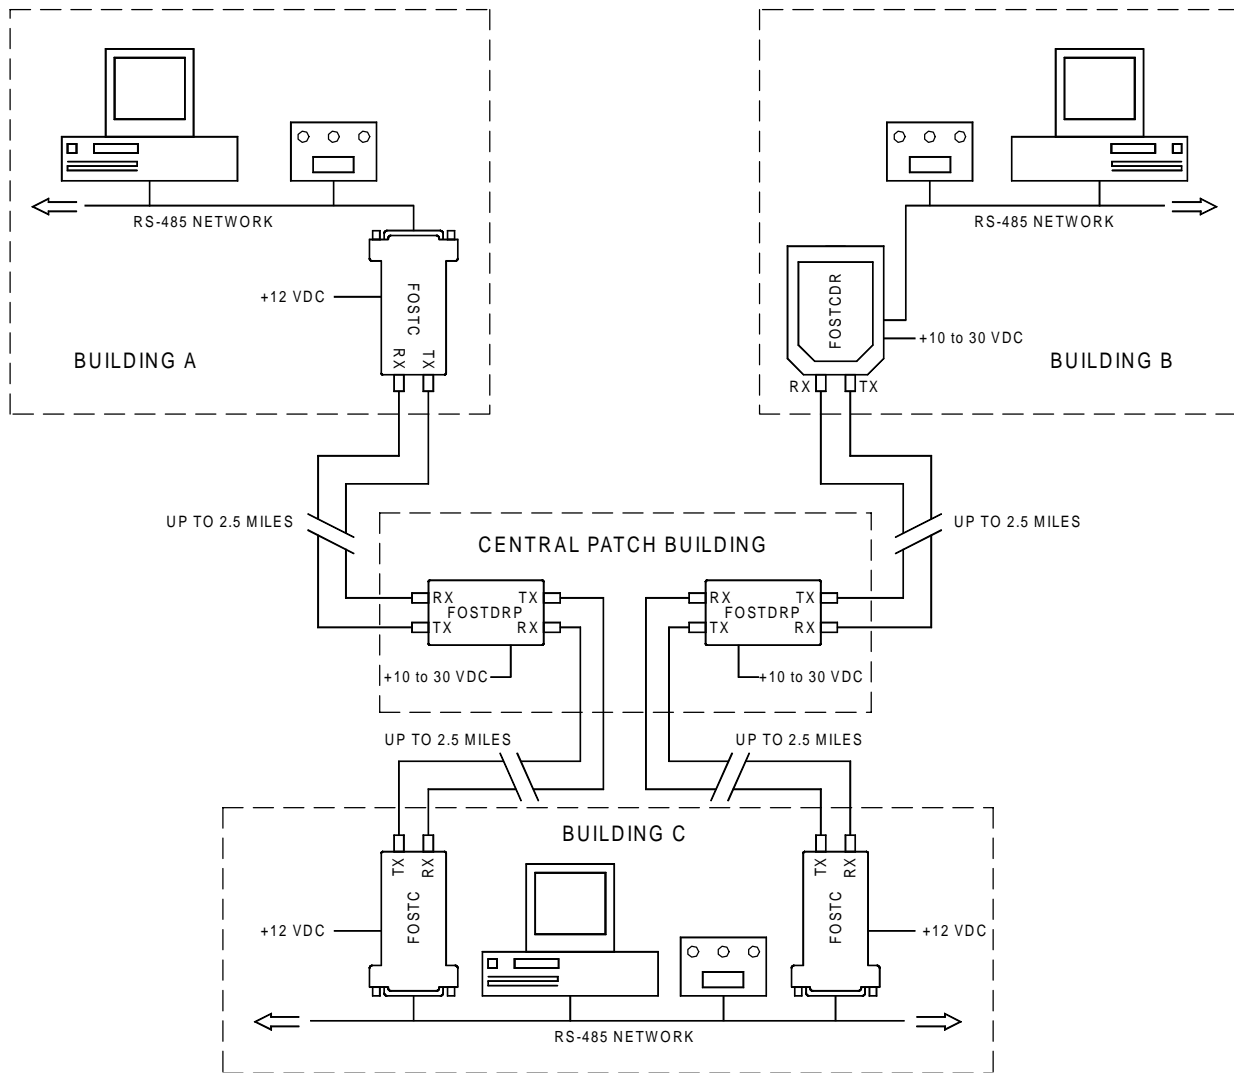 RS-485 NETWORK
+12 VDC
FOSTC
RX
TX
BUILDING A
RS-485 NETWORK
FOSTCDR
+10 to 30 VDC
RX
TX
BUILDING B
UP TO 2.5 MILES
UP TO 2.5 MILES
CENTRAL PATCH BUILDING
RX
TX
FOSTDRP
TX
RX
+10 to 30 VDC
RX
TX
FOSTDRP
TX
RX
+10 to 30 VDC
UP TO 2.5 MILES
UP TO 2.5 MILES
BUILDING C
TX
RX
FOSTC
+12 VDC
TX
RX
FOSTC
+12 VDC
RS-485 NETWORK